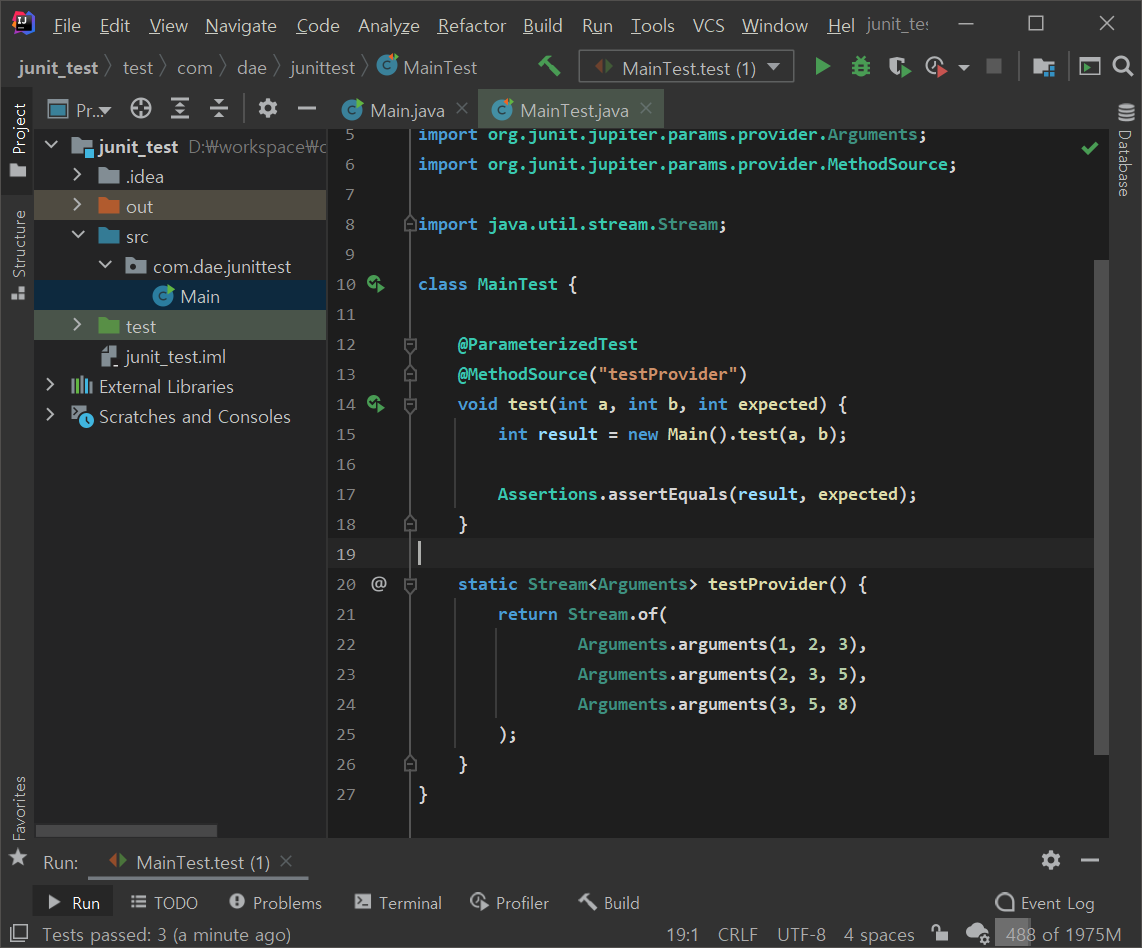 File Edit View Navigate Code Analyze Refactor Build Run Tools VCS Window Hel junit_tes
junit_test test com dae junittest MainTest MainTest.test (1)
Project Pr... Main.java MainTest.java
junit_test D:\workspace\c
.idea
out
src
com.dae.junittest
Main
test
junit_test.iml
External Libraries
Scratches and Consoles
Structure
Favorites
Database
5 import org.junit.jupiter.params.provider.Arguments;
6 import org.junit.jupiter.params.provider.MethodSource;
7
8 import java.util.stream.Stream;
9
10 class MainTest {
11
12 @ParameterizedTest
13 @MethodSource("testProvider")
14 void test(int a, int b, int expected) {
15 int result = new Main().test(a, b);
16
17 Assertions.assertEquals(result, expected);
18 }
19
20 @ static Stream<Arguments> testProvider() {
21 return Stream.of(
22 Arguments.arguments(1, 2, 3),
23 Arguments.arguments(2, 3, 5),
24 Arguments.arguments(3, 5, 8)
25 );
26 }
27 }
Run: MainTest.test (1)
Run TODO Problems Terminal Profiler Build Event Log
Tests passed: 3 (a minute ago) 19:1 CRLF UTF-8 4 spaces 488 of 1975M